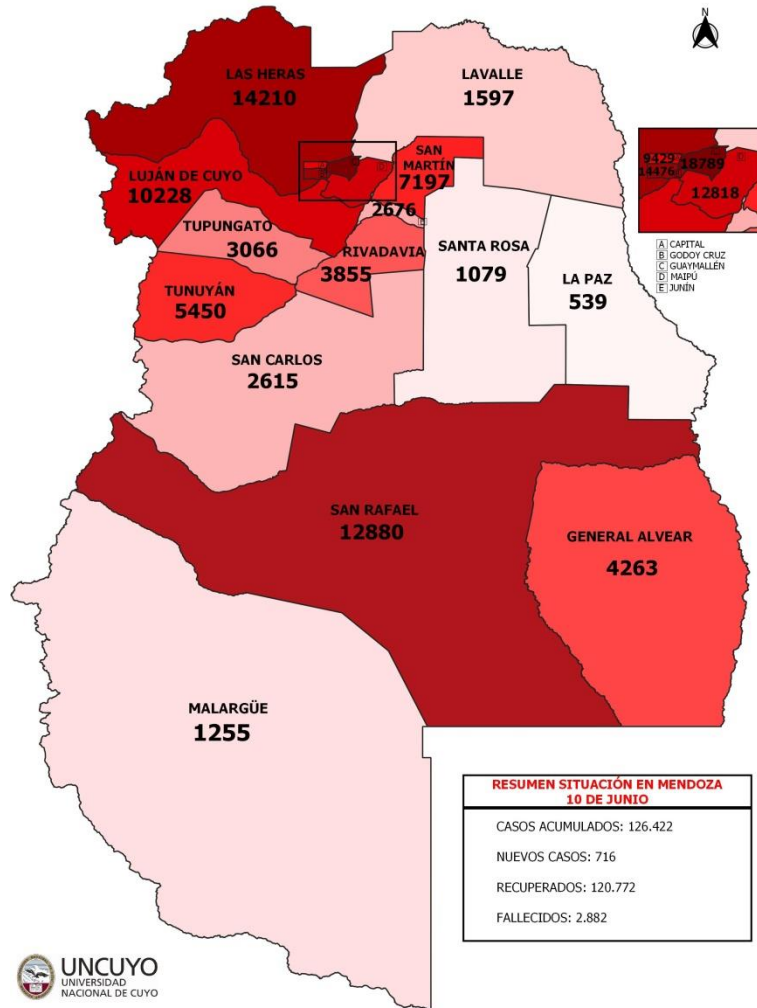 N
LAS HERAS
14210
LAVALLE
1597
SAN
MARTÍN
7197
LUJÁN DE CUYO
10228
2676
TUPUNGATO
3066
RIVADAVIA
3855
SANTA ROSA
1079
LA PAZ
539
TUNUYÁN
5450
SAN CARLOS
2615
9429
18789
14476
12818
A CAPITAL
B GODOY CRUZ
C GUAYMALLÉN
D MAIPÚ
E JUNÍN
SAN RAFAEL
12880
GENERAL ALVEAR
4263
MALARGÜE
1255
RESUMEN SITUACIÓN EN MENDOZA
10 DE JUNIO
CASOS ACUMULADOS: 126.422
NUEVOS CASOS: 716
RECUPERADOS: 120.772
FALLECIDOS: 2.882
UNCUYO
UNIVERSIDAD
NACIONAL DE CUYO